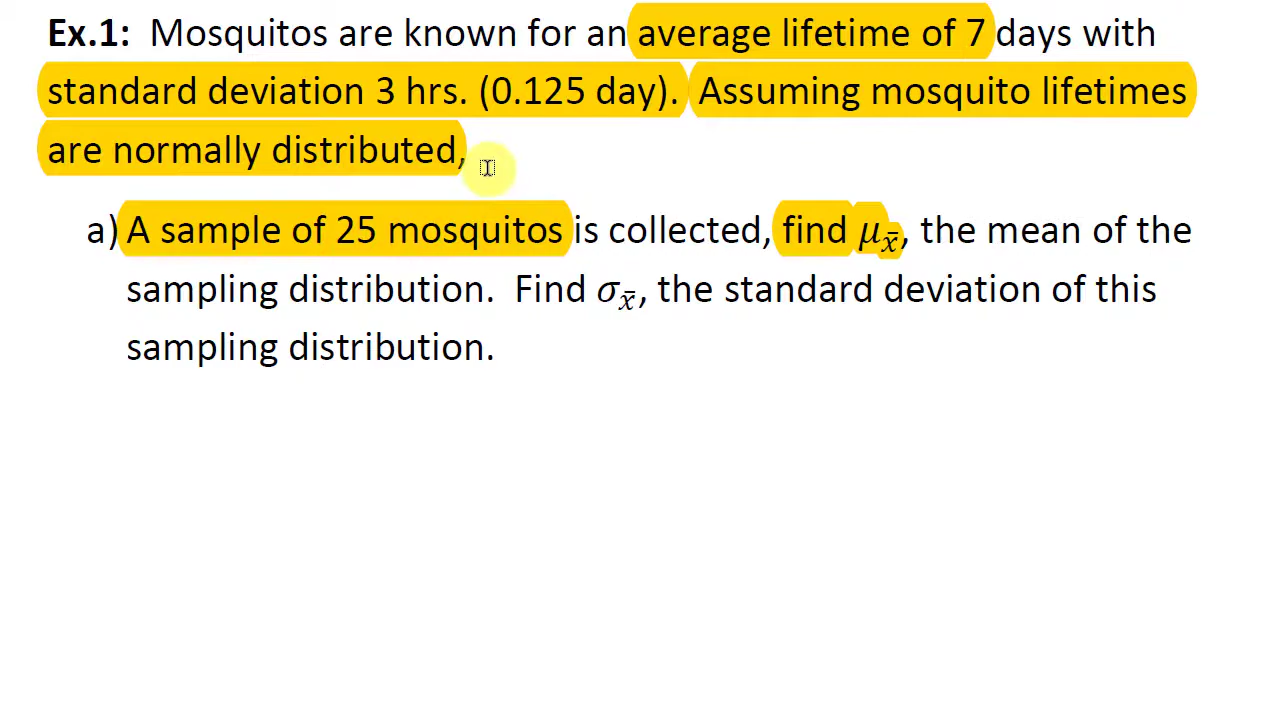 Ex.1: Mosquitos are known for an average lifetime of 7 days with
standard deviation 3 hrs. (0.125 day). Assuming mosquito lifetimes
are normally distributed,
a) A sample of 25 mosquitos is collected, find μ_x̄, the mean of the
sampling distribution. Find σ_x̄, the standard deviation of this
sampling distribution.